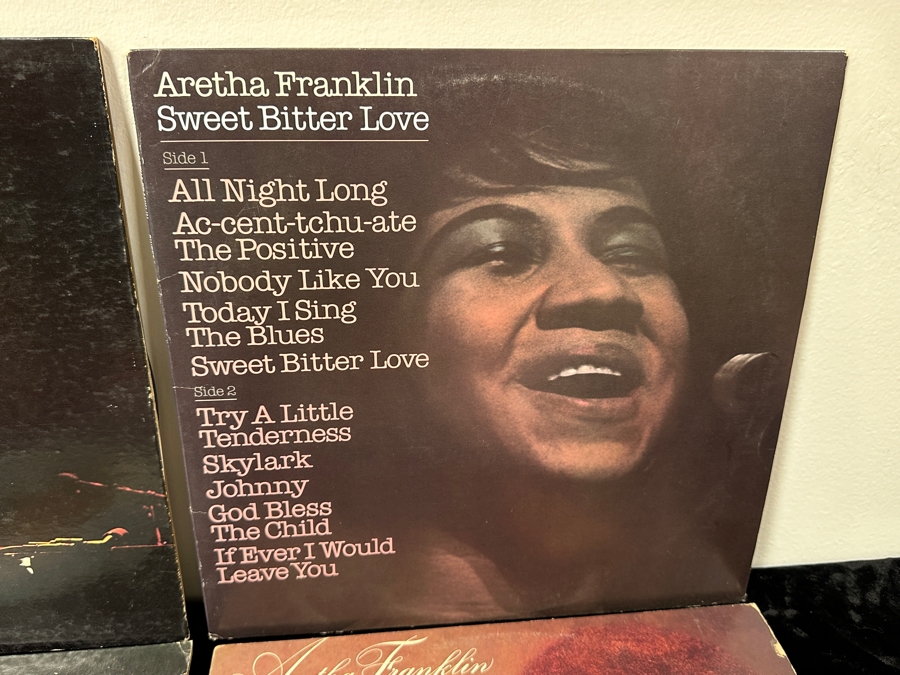 Aretha Franklin
Sweet Bitter Love
Side 1
All Night Long
Ac-cent-tchu-ate
The Positive
Nobody Like You
Today I Sing
The Blues
Sweet Bitter Love
Side 2
Try A Little
Tenderness
Skylark
Johnny
God Bless
The Child
If Ever I Would
Leave You
Aretha Franklin